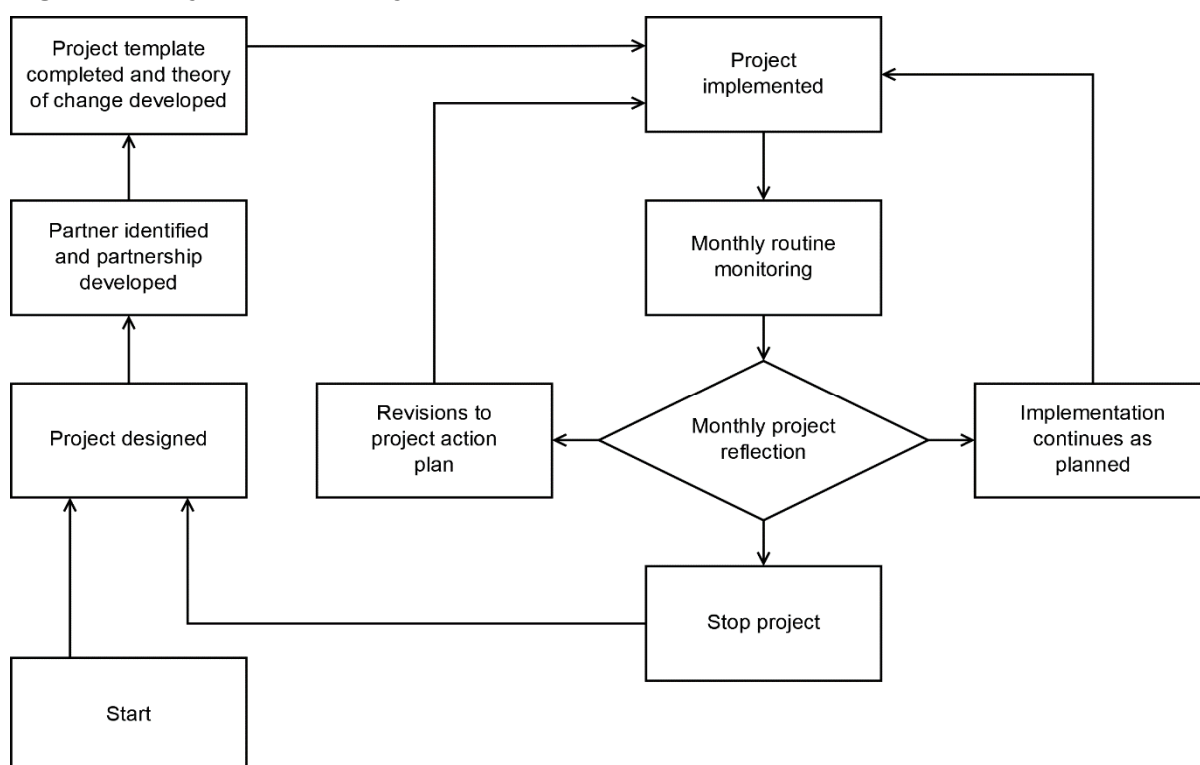 Project template
completed and theory
of change developed
Project
implemented
Partner identified
and partnership
developed
Monthly routine
monitoring
Project designed
Revisions to
project action
plan
Monthly project
reflection
Implementation
continues as
planned
Stop project
Start